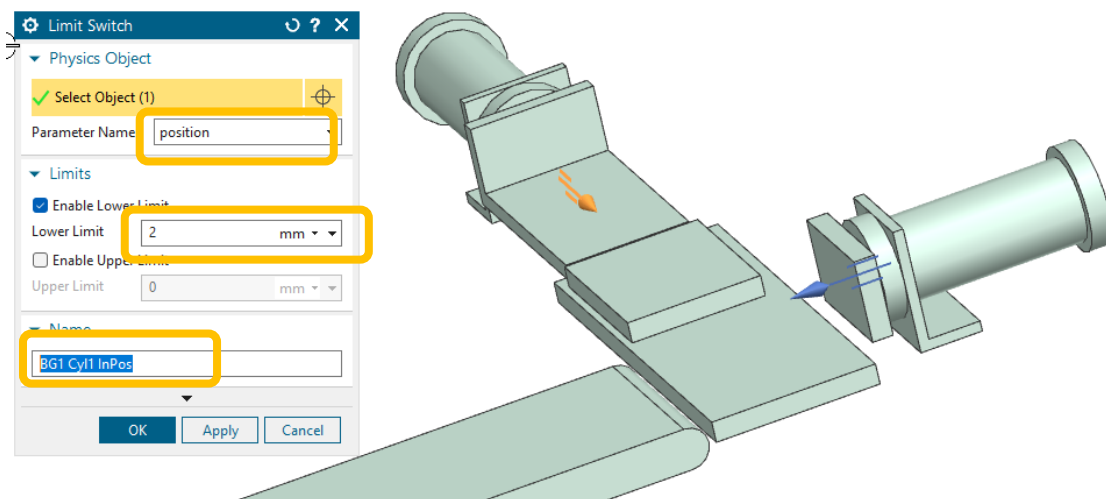 Limit Switch
Physics Object
Select Object (1)
Parameter Name position
Limits
Enable Lower Limit
Lower Limit 2 mm
Enable Upper Limit
Upper Limit 0 mm
Name
BG1 Cyl1 InPos
OK Apply Cancel